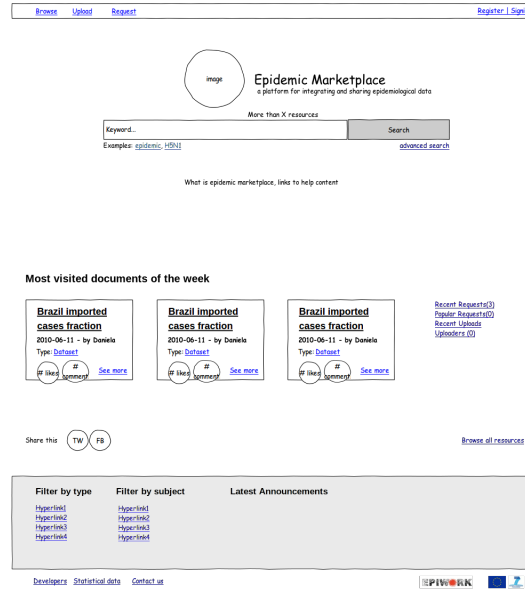 Browse Upload Request Register | Signi
image
Epidemic Marketplace
a platform for integrating and sharing epidemiological data
More than X resources
Keyword... Search
Examples: epidemic, H5N1 advanced search
What is epidemic marketplace, links to help content
Most visited documents of the week
Brazil imported
cases fraction
2010-06-11 - by Daniela
Type: Dataset
# likes # comment See more
Brazil imported
cases fraction
2010-06-11 - by Daniela
Type: Dataset
# likes # comment See more
Brazil imported
cases fraction
2010-06-11 - by Daniela
Type: Dataset
# likes # comment See more
Recent Requests(3)
Popular Requests(0)
Recent Uploads
Uploaders (0)
Share this TW FB Browse all resources
Filter by type
Hyperlink1
Hyperlink2
Hyperlink3
Hyperlink4
Filter by subject
Hyperlink1
Hyperlink2
Hyperlink3
Hyperlink4
Latest Announcements
Developers Statistical data Contact us EPIWORK